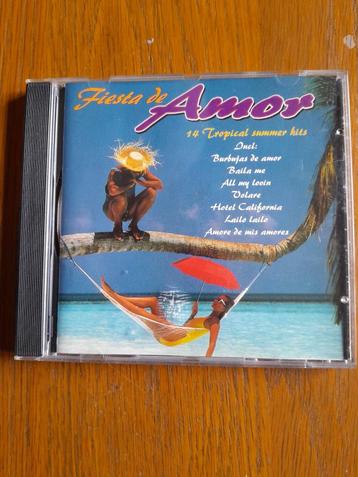 Fiesta de Amor
14 Tropical summer hits
Incl:
Burbujas de amor
Baila me
All my lovin
Volare
Hotel California
Lailo lailo
Amore de mis amores